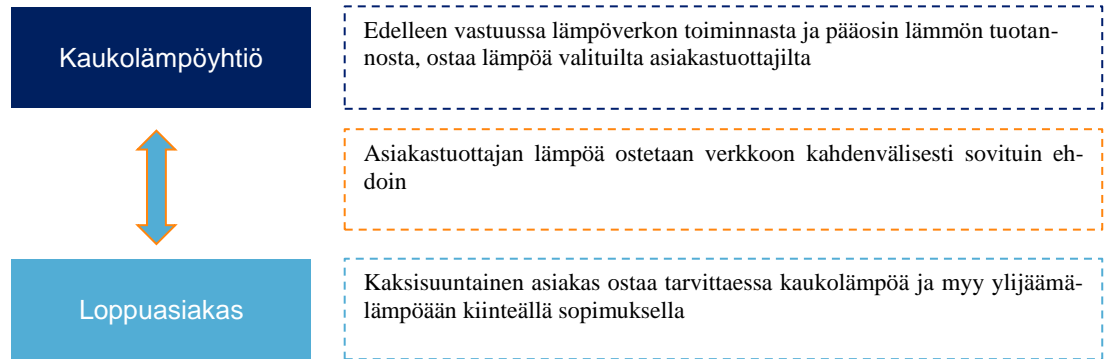 Kaukolämpöyhtiö
Edelleen vastuussa lämpöverkon toiminnasta ja pääosin lämmön tuotan-
nosta, ostaa lämpöä valituilta asiakastuottajilta
Asiakastuottajan lämpöä ostetaan verkkoon kahdenvälisesti sovituin eh-
doin
Loppuasiakas
Kaksisuuntainen asiakas ostaa tarvittaessa kaukolämpöä ja myy ylijäämä-
lämpöään kiinteällä sopimuksella